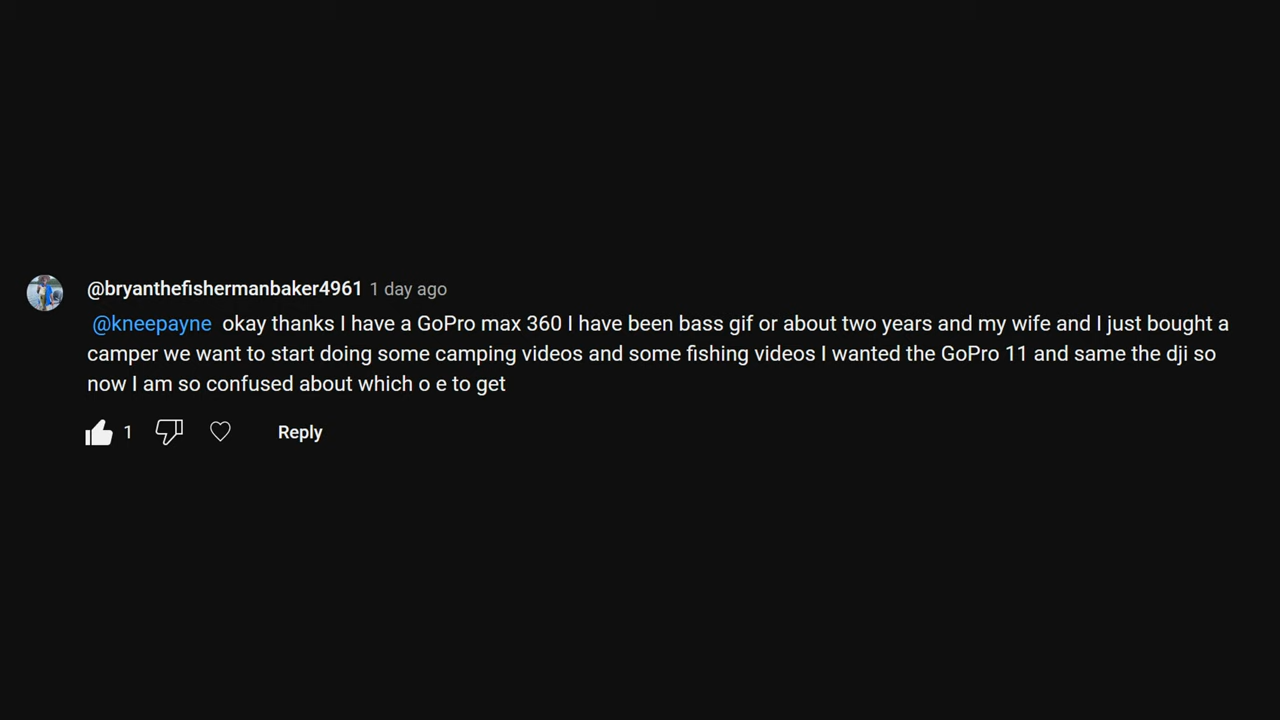 @bryanthefishermanbaker4961 1 day ago
@kneepayne okay thanks I have a GoPro max 360 I have been bass gif or about two years and my wife and I just bought a
camper we want to start doing some camping videos and some fishing videos I wanted the GoPro 11 and same the dji so
now I am so confused about which o e to get
1 Reply